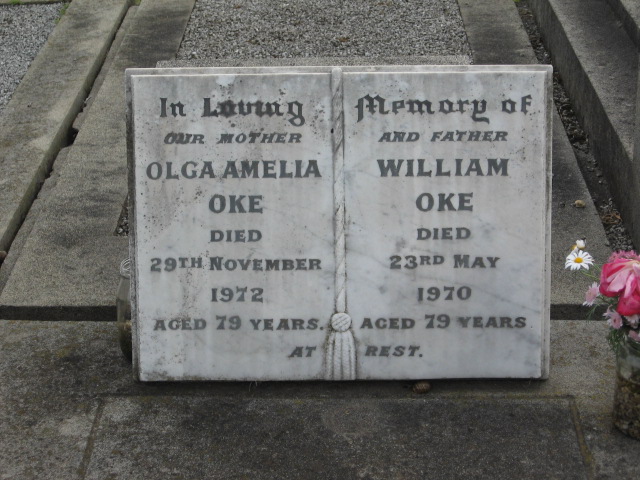 In Loving
OUR MOTHER
OLGA AMELIA
OKE
DIED
29TH NOVEMBER
1972
AGED 79 YEARS.
Memory of
AND FATHER
WILLIAM
OKE
DIED
23RD MAY
1970
AGED 79 YEARS
AT REST.